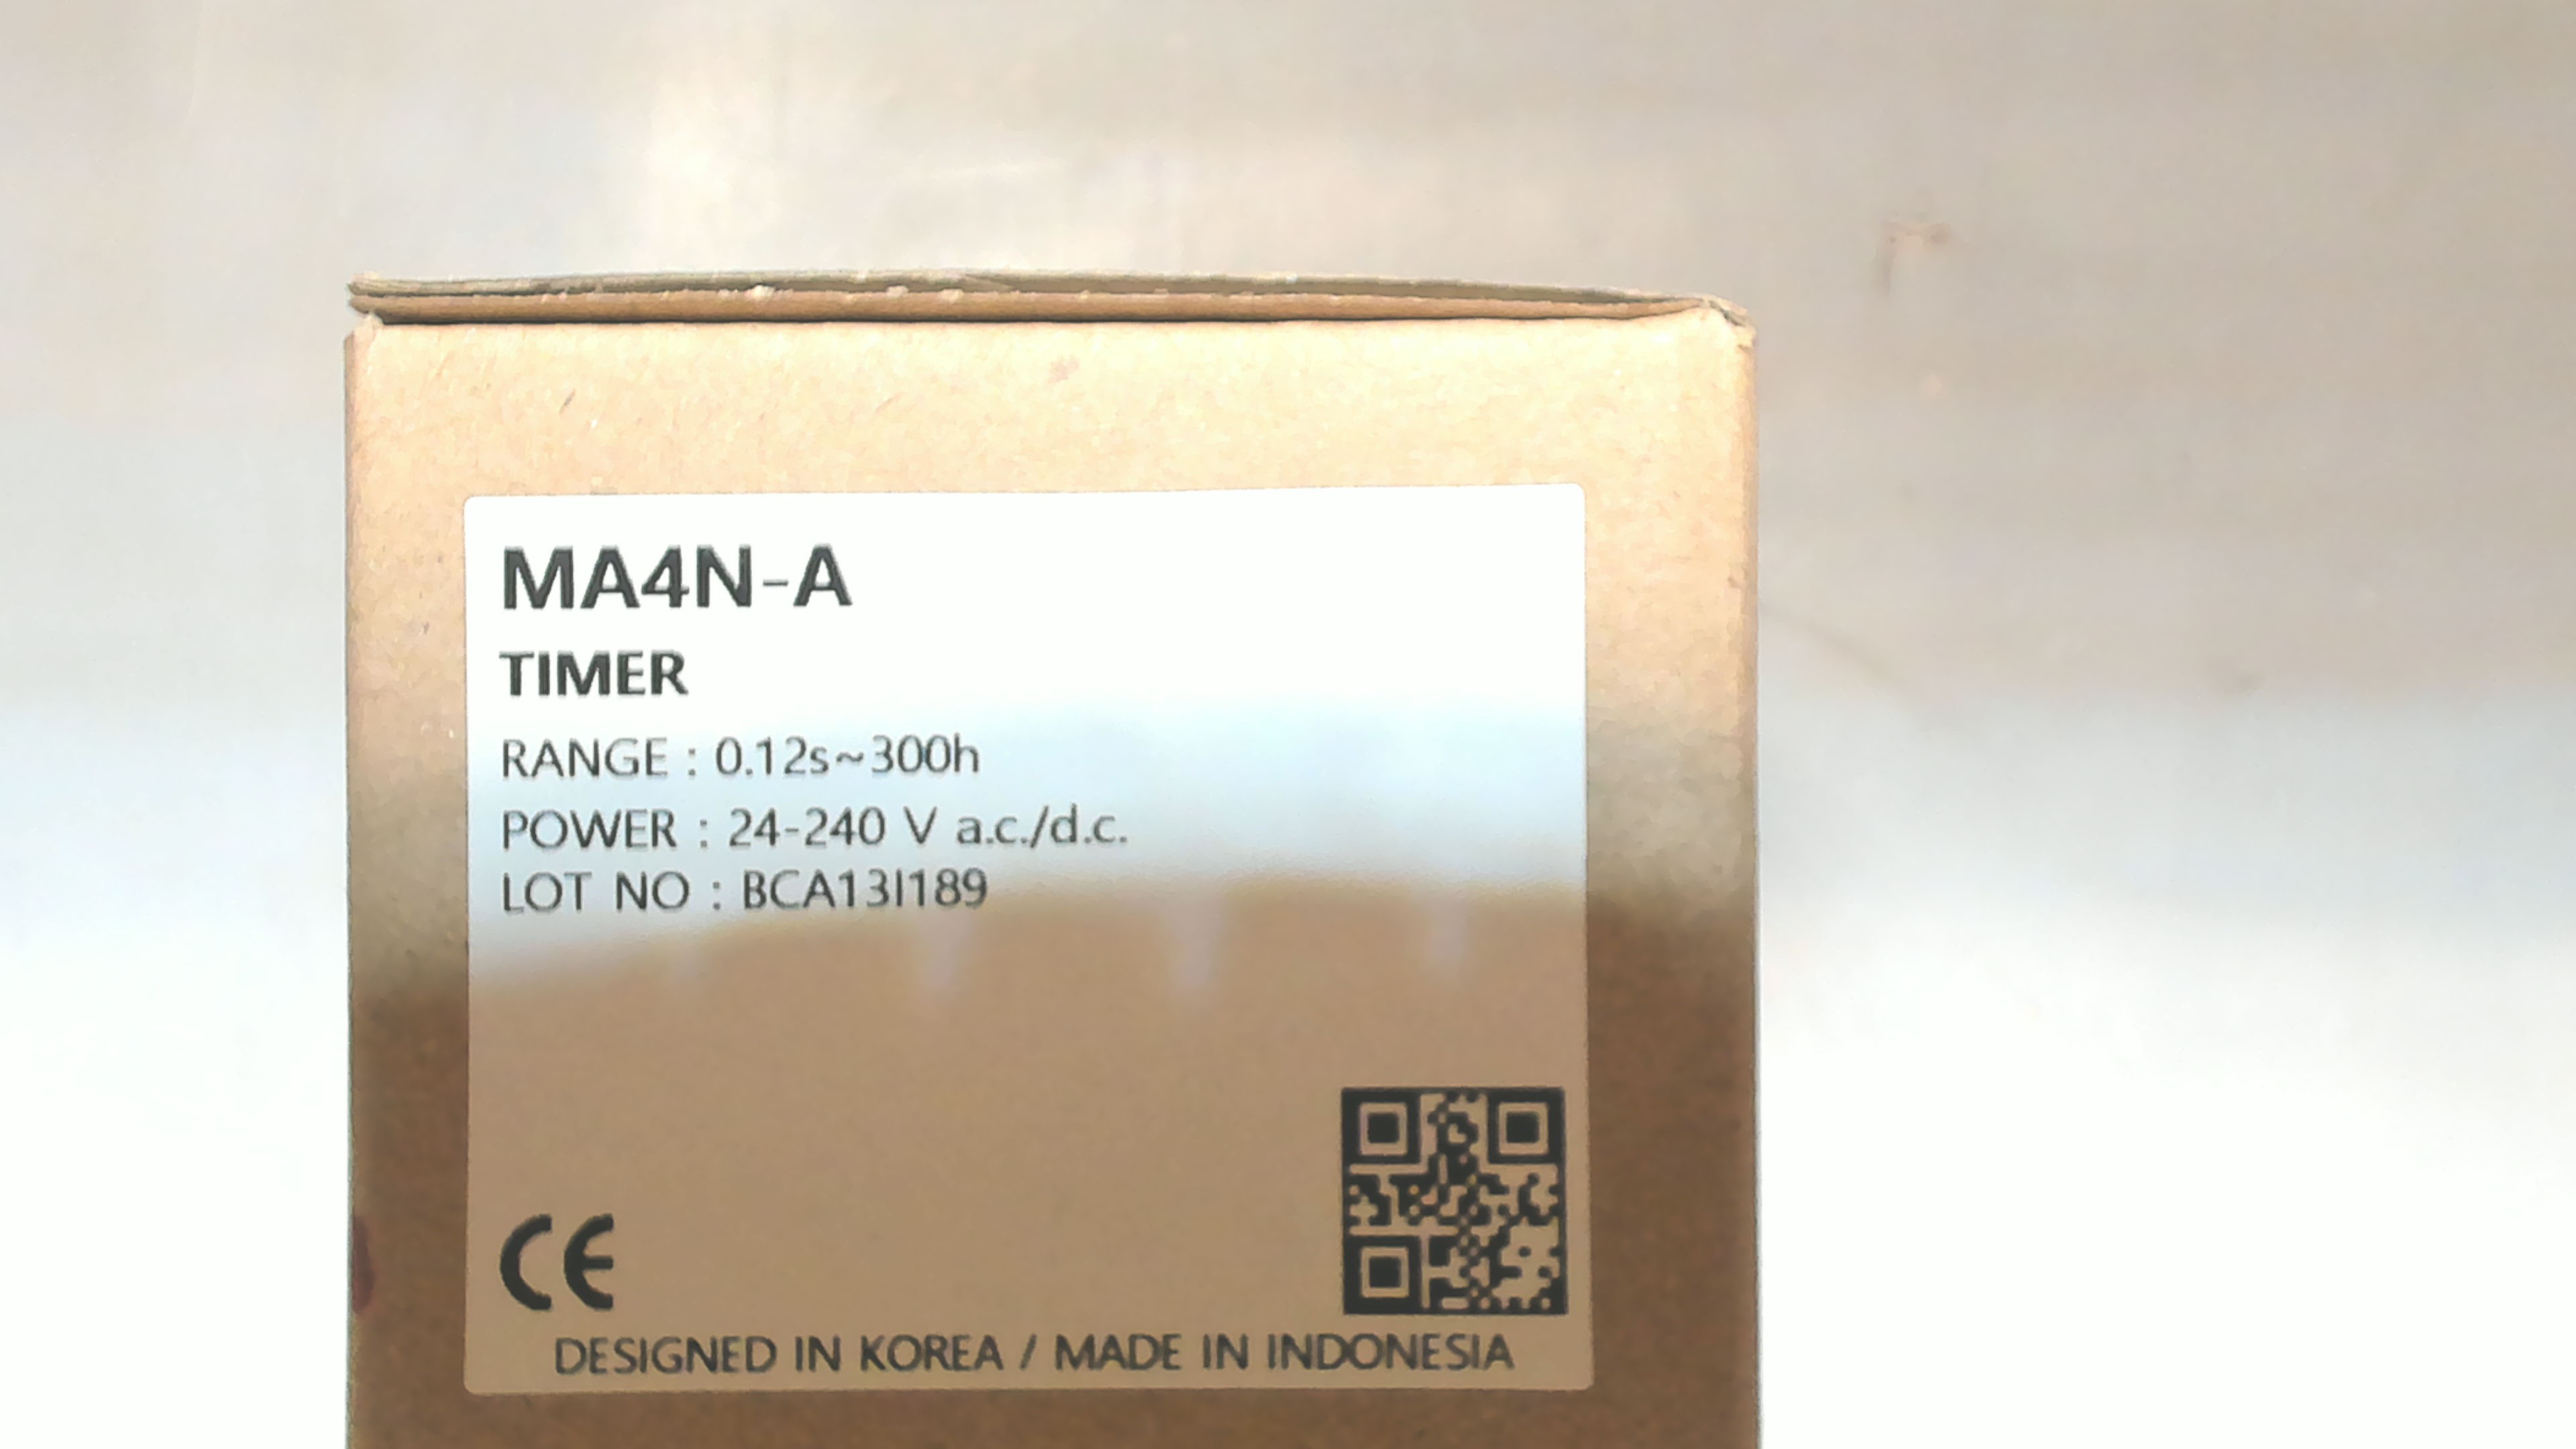 MA4N-A
TIMER
RANGE : 0.12s~300h
POWER : 24-240 V a.c./d.c.
LOT NO : BCA13I189
CE
DESIGNED IN KOREA / MADE IN INDONESIA